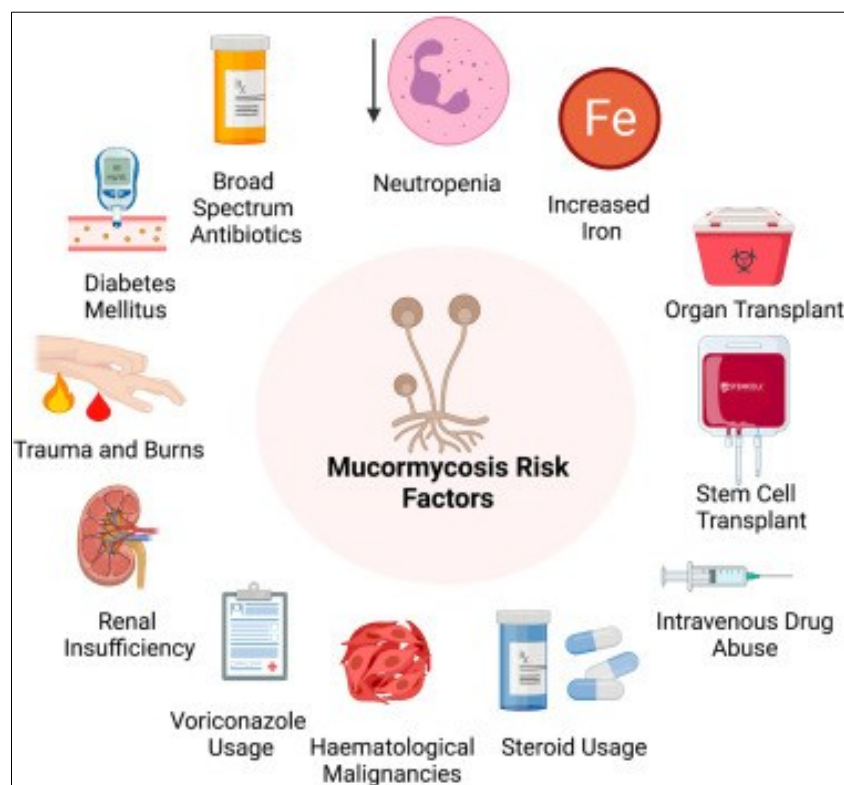 Neutropenia
Fe
Increased
Iron
Organ Transplant
Stem Cell
Transplant
Intravenous Drug
Abuse
Steroid Usage
Haematological
Malignancies
Voriconazole
Usage
Renal
Insufficiency
Trauma and Burns
Diabetes
Mellitus
Broad
Spectrum
Antibiotics
Mucormycosis Risk
Factors